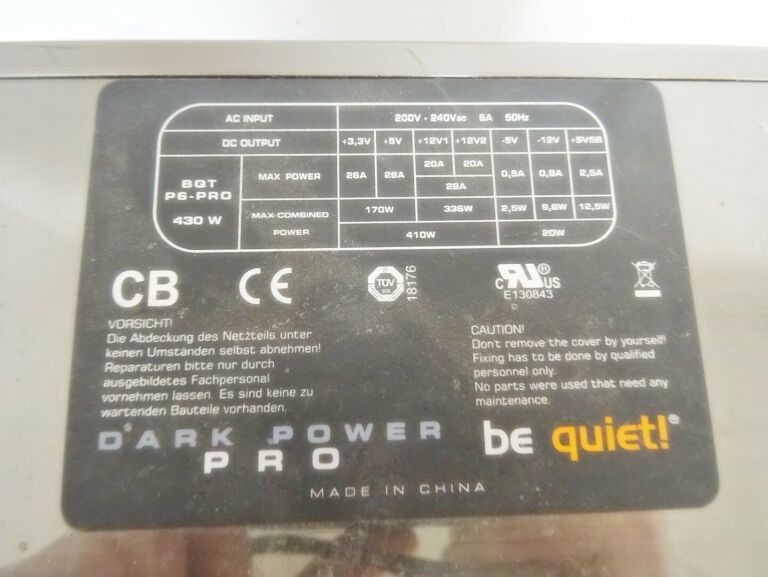 AC INPUT 200V - 240Vac 6A 50Hz
DC OUTPUT +3,3V +5V +12V1 +12V2 -5V -12V +5VSB
BGT P6-PRO 430 W
MAX POWER 26A 28A 20A 20A 0,5A 0,8A 2,5A
28A
MAX COMBINED POWER 170W 336W 2,5W 9,6W 12,5W
410W 20W
CB CE TÜV 18176 C RU® US
E130843
VORSICHT!
Die Abdeckung des Netzteils unter
keinen Umständen selbst abnehmen!
Reparaturen bitte nur durch
ausgebildetes Fachpersonal
vornehmen lassen. Es sind keine zu
wartenden Bauteile vorhanden.
CAUTION!
Don't remove the cover by yourself!
Fixing has to be done by qualified
personnel only.
No parts were used that need any
maintenance.
DARK POWER
PRO
be quiet!®
MADE IN CHINA